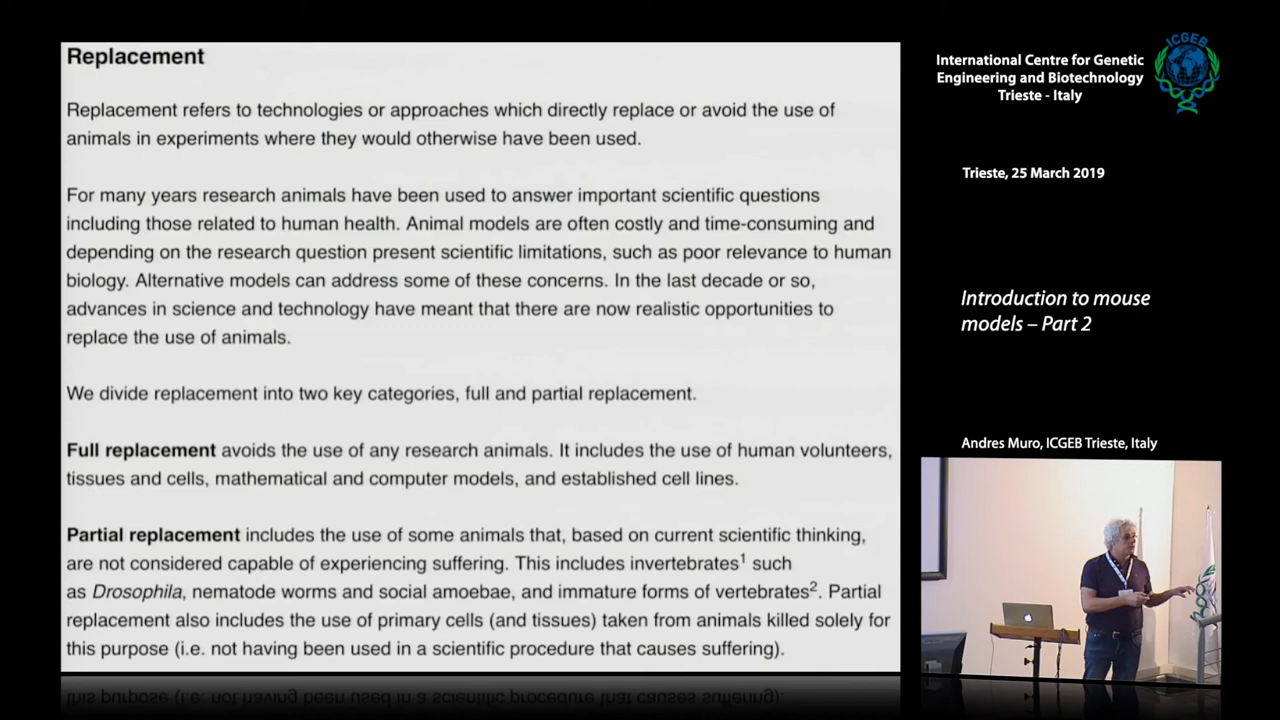 Replacement
Replacement refers to technologies or approaches which directly replace or avoid the use of
animals in experiments where they would otherwise have been used.
For many years research animals have been used to answer important scientific questions
including those related to human health. Animal models are often costly and time-consuming and
depending on the research question present scientific limitations, such as poor relevance to human
biology. Alternative models can address some of these concerns. In the last decade or so,
advances in science and technology have meant that there are now realistic opportunities to
replace the use of animals.
We divide replacement into two key categories, full and partial replacement.
Full replacement avoids the use of any research animals. It includes the use of human volunteers,
tissues and cells, mathematical and computer models, and established cell lines.
Partial replacement includes the use of some animals that, based on current scientific thinking,
are not considered capable of experiencing suffering. This includes invertebrates1 such
as Drosophila, nematode worms and social amoebae, and immature forms of vertebrates2. Partial
replacement also includes the use of primary cells (and tissues) taken from animals killed solely for
this purpose (i.e. not having been used in a scientific procedure that causes suffering).
International Centre for Genetic
Engineering and Biotechnology
Trieste - Italy
ICGEB
Trieste, 25 March 2019
Introduction to mouse
models – Part 2
Andres Muro, ICGEB Trieste, Italy